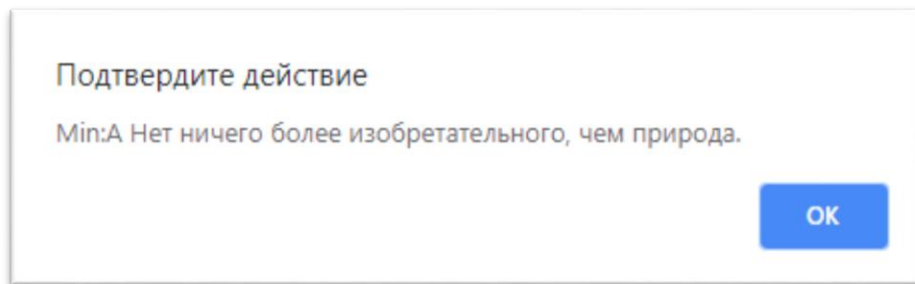 Подтвердите действие
Min:A Нет ничего более изобретательного, чем природа.
OK